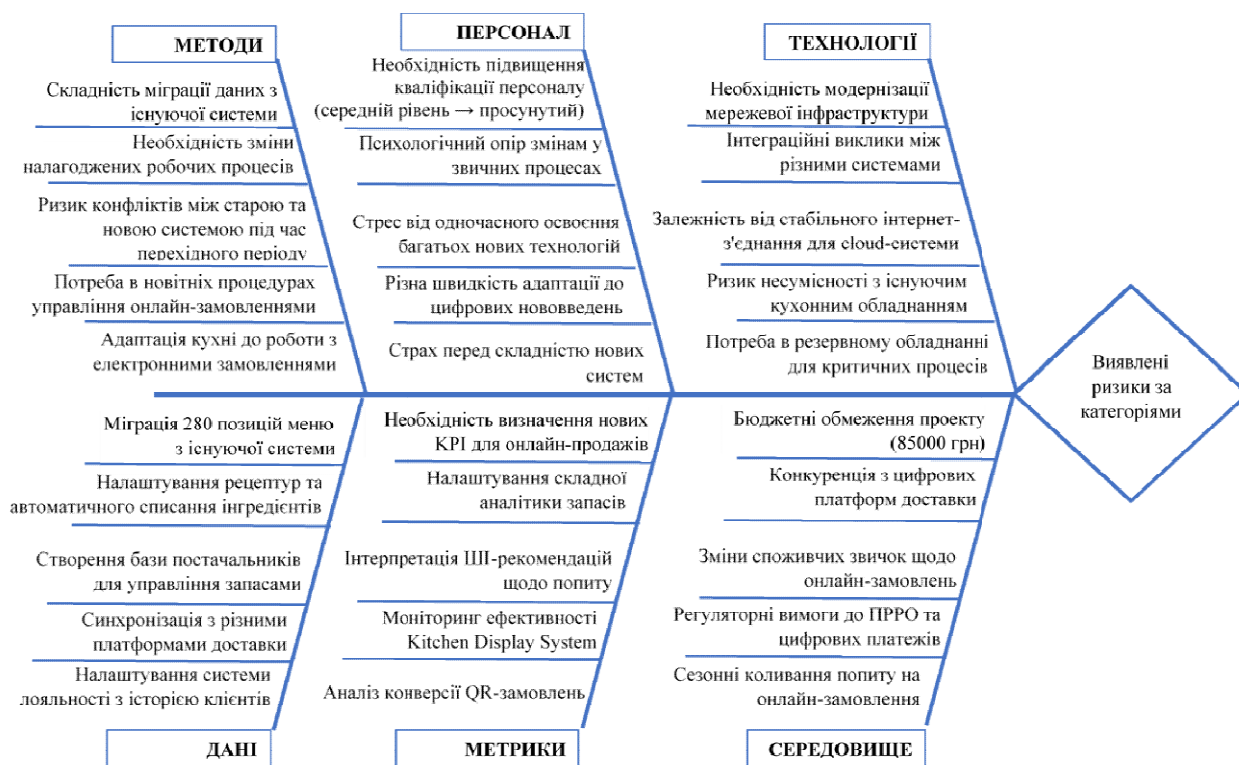 МЕТОДИ
Складність міграції даних з
існуючої системи
Необхідність зміни
налагоджених робочих процесів
Ризик конфліктів між старою та
новою системою під час
перехідного періоду
Потреба в новітніх процедурах
управління онлайн-замовленнями
Адаптація кухні до роботи з
електронними замовленнями
ПЕРСОНАЛ
Необхідність підвищення
кваліфікації персоналу
(середній рівень → просунутий)
Психологічний опір змінам у
звичних процесах
Стрес від одночасного освоєння
багатьох нових технологій
Різна швидкість адаптації до
цифрових нововведень
Страх перед складністю нових
систем
ТЕХНОЛОГІЇ
Необхідність модернізації
мережевої інфраструктури
Інтеграційні виклики між
різними системами
Залежність від стабільного інтернет-
з'єднання для cloud-системи
Ризик несумісності з існуючим
кухонним обладнанням
Потреба в резервному обладнанні
для критичних процесів
Виявлені
ризики за
категоріями
Міграція 280 позицій меню
з існуючої системи
Налаштування рецептур та
автоматичного списання інгредієнтів
Створення бази постачальників
для управління запасами
Синхронізація з різними
платформами доставки
Налаштування системи
лояльності з історією клієнтів
ДАНІ
Необхідність визначення нових
KPI для онлайн-продажів
Налаштування складної
аналітики запасів
Інтерпретація ШІ-рекомендацій
щодо попиту
Моніторинг ефективності
Kitchen Display System
Аналіз конверсії QR-замовлень
МЕТРИКИ
Бюджетні обмеження проекту
(85000 грн)
Конкуренція з цифрових
платформ доставки
Зміни споживчих звичок щодо
онлайн-замовлень
Регуляторні вимоги до ПРРО та
цифрових платежів
Сезонні коливання попиту на
онлайн-замовлення
СЕРЕДОВИЩЕ